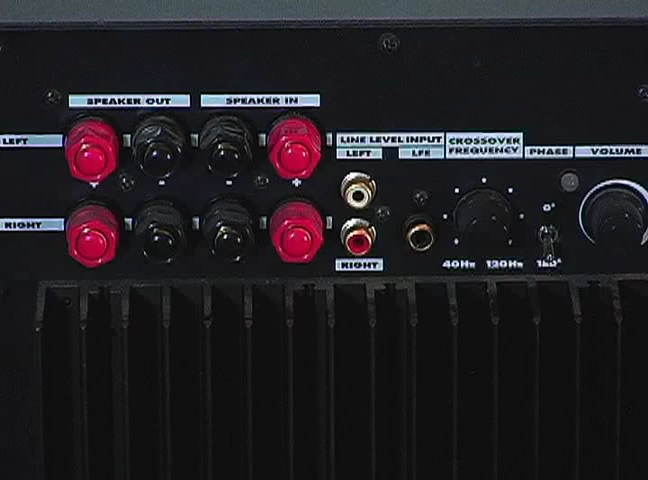 SPEAKER OUT SPEAKER IN
LEFT
LINE LEVEL INPUT
LEFT LFE
CROSSOVER
FREQUENCY
PHASE
VOLUME
+ - - +
0°
RIGHT
RIGHT
40Hz 120Hz 180°